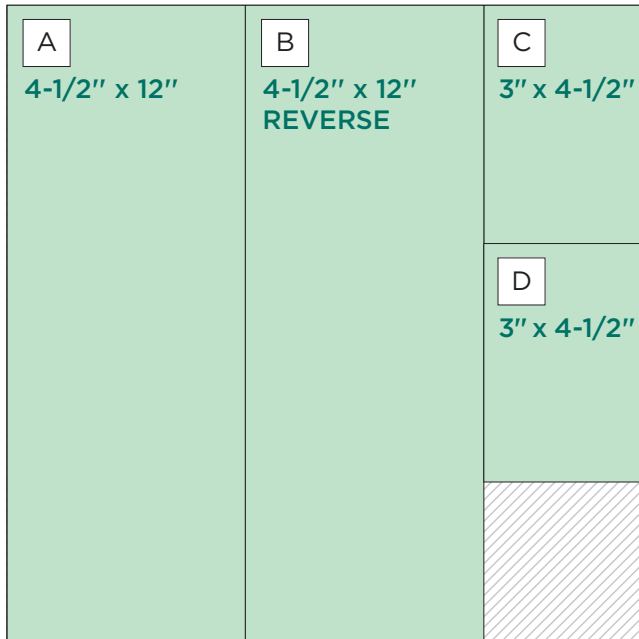 A
4-1/2" x 12"
B
4-1/2" x 12"
REVERSE
C
3" x 4-1/2"
D
3" x 4-1/2"